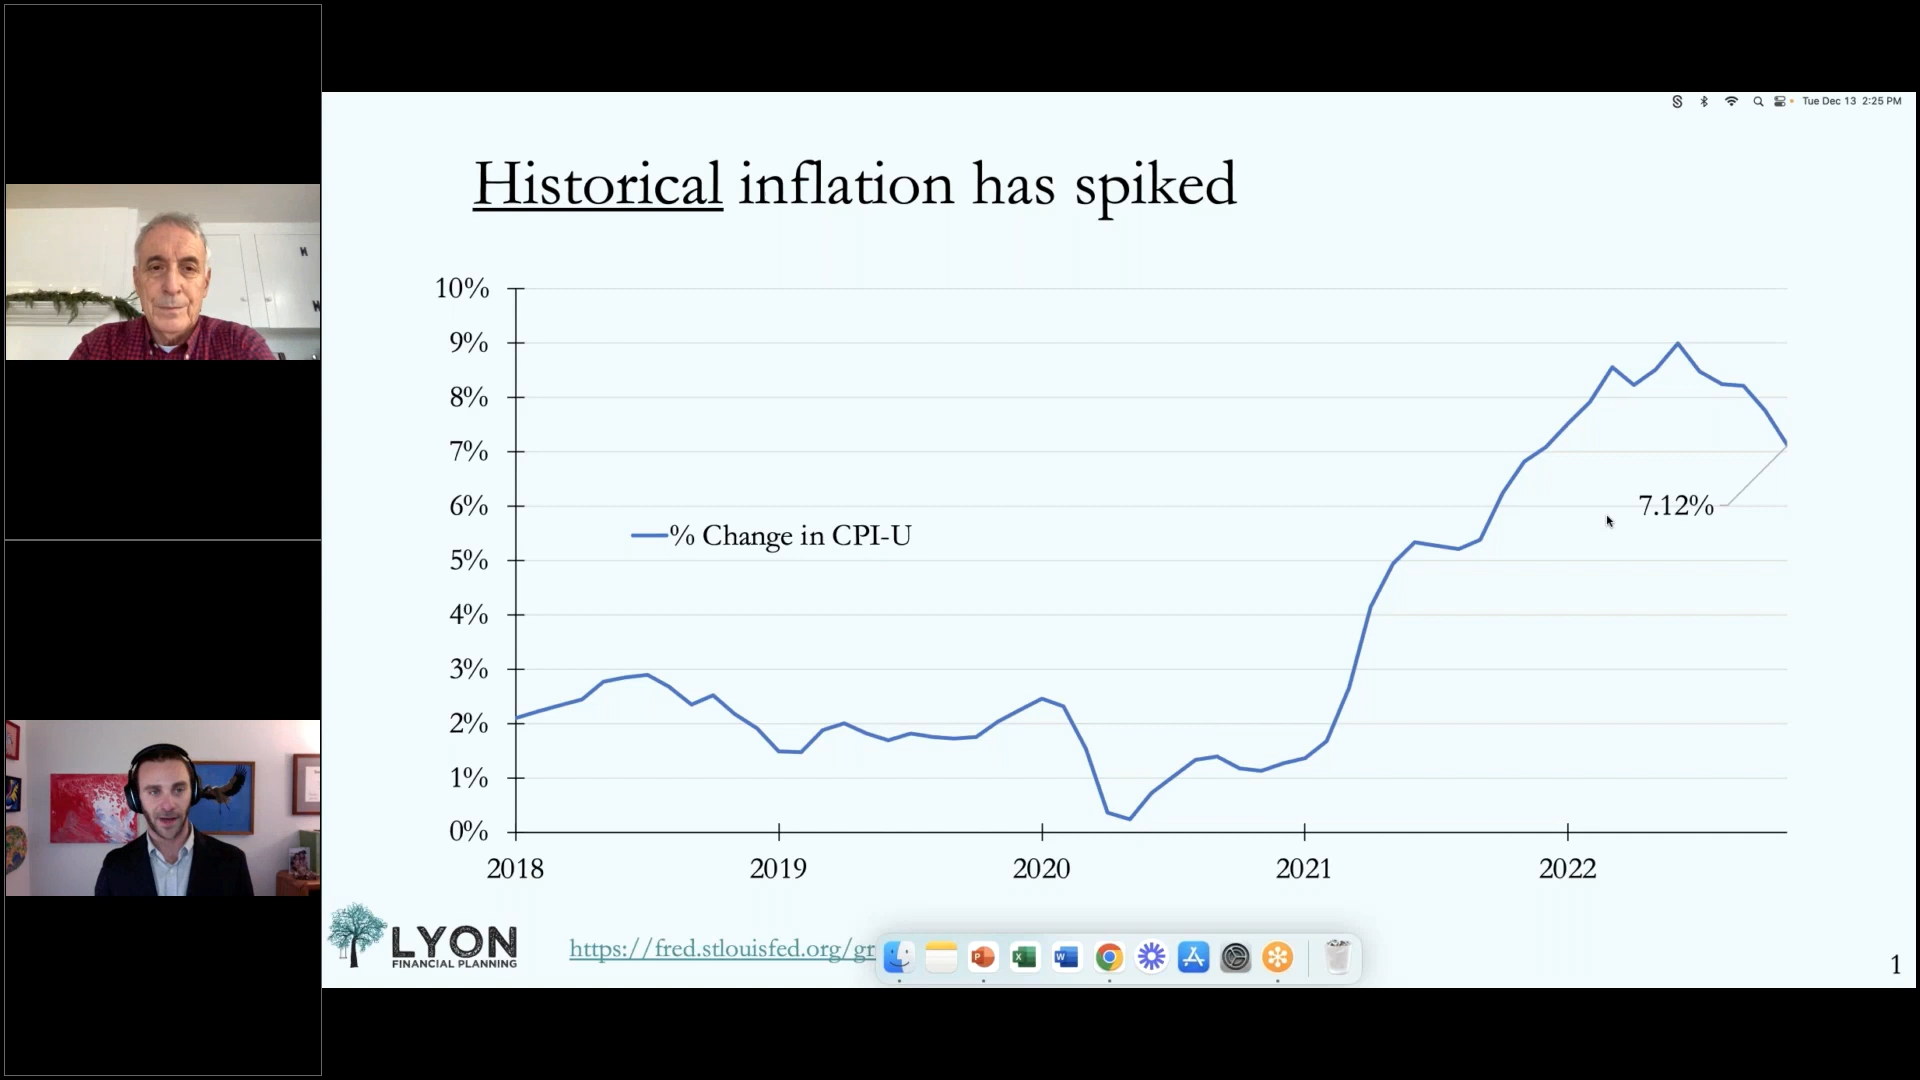 Tue Dec 13 2:25 PM
Historical inflation has spiked
10%
9%
8%
7%
6%
5%
4%
3%
2%
1%
0%
% Change in CPI-U
7.12%
2018 2019 2020 2021 2022
LYON
FINANCIAL PLANNING
https://fred.stlouisfed.org/gr
1